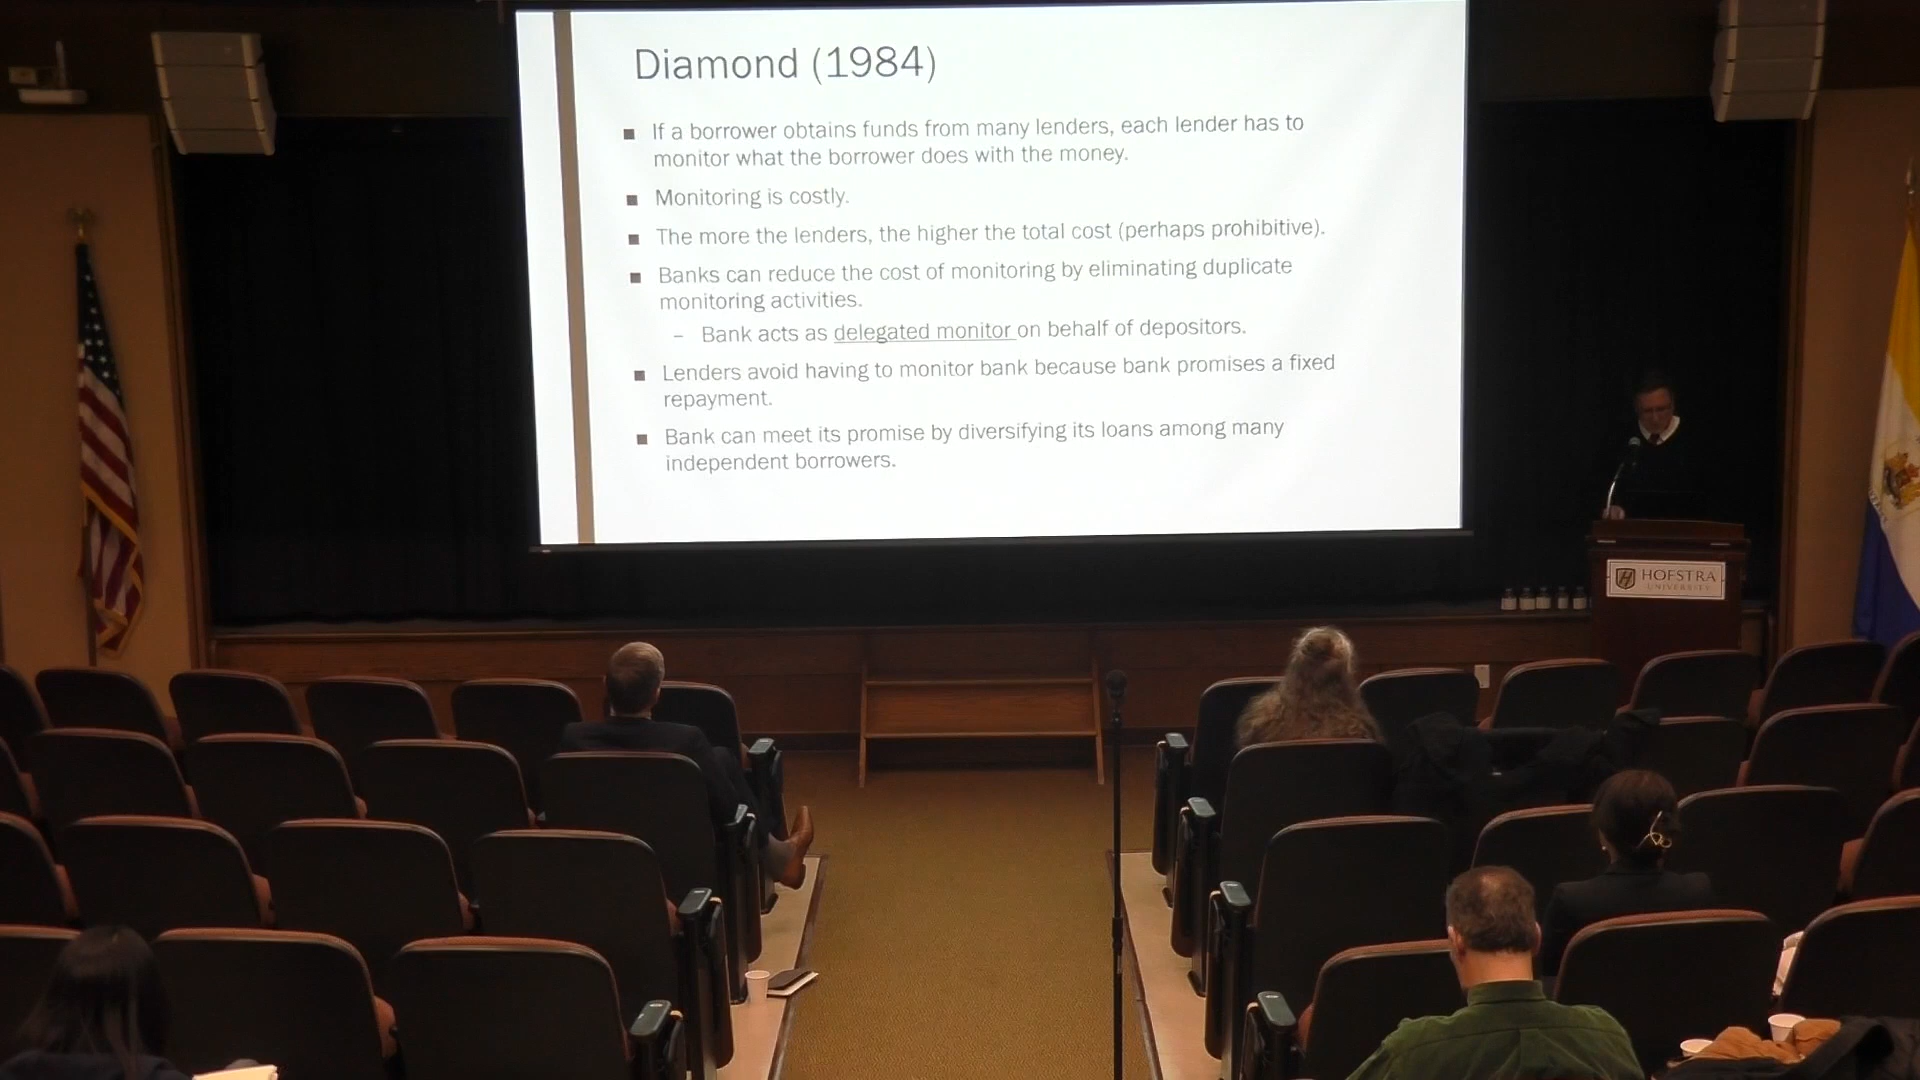 Diamond (1984)
■ If a borrower obtains funds from many lenders, each lender has to
monitor what the borrower does with the money.
■ Monitoring is costly.
■ The more the lenders, the higher the total cost (perhaps prohibitive).
■ Banks can reduce the cost of monitoring by eliminating duplicate
monitoring activities.
– Bank acts as delegated monitor on behalf of depositors.
■ Lenders avoid having to monitor bank because bank promises a fixed
repayment.
■ Bank can meet its promise by diversifying its loans among many
independent borrowers.
HOFSTRA
UNIVERSITY